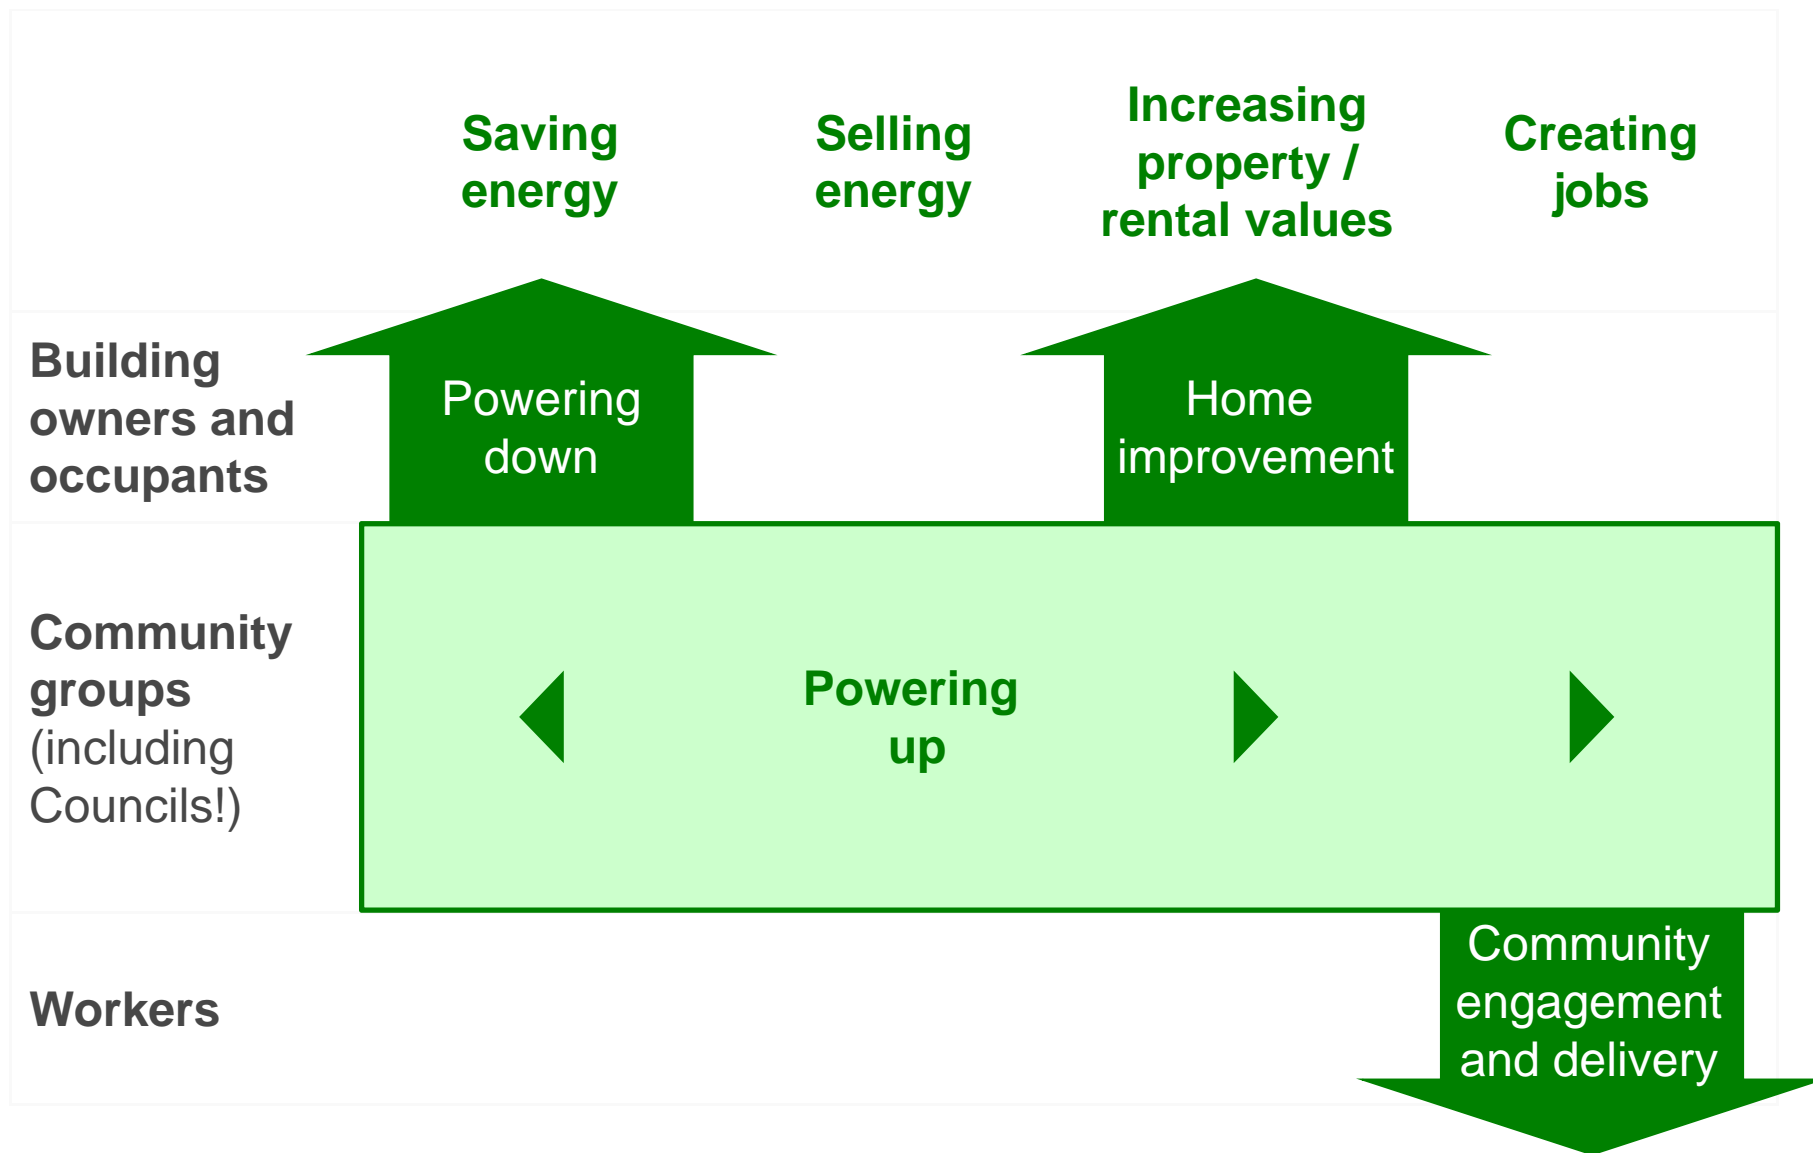 Saving
energy
Selling
energy
Increasing
property /
rental values
Creating
jobs
Building
owners and
occupants
Powering
down
Home
improvement
Community
groups
(including
Councils!)
Powering
up
Workers
Community
engagement
and delivery